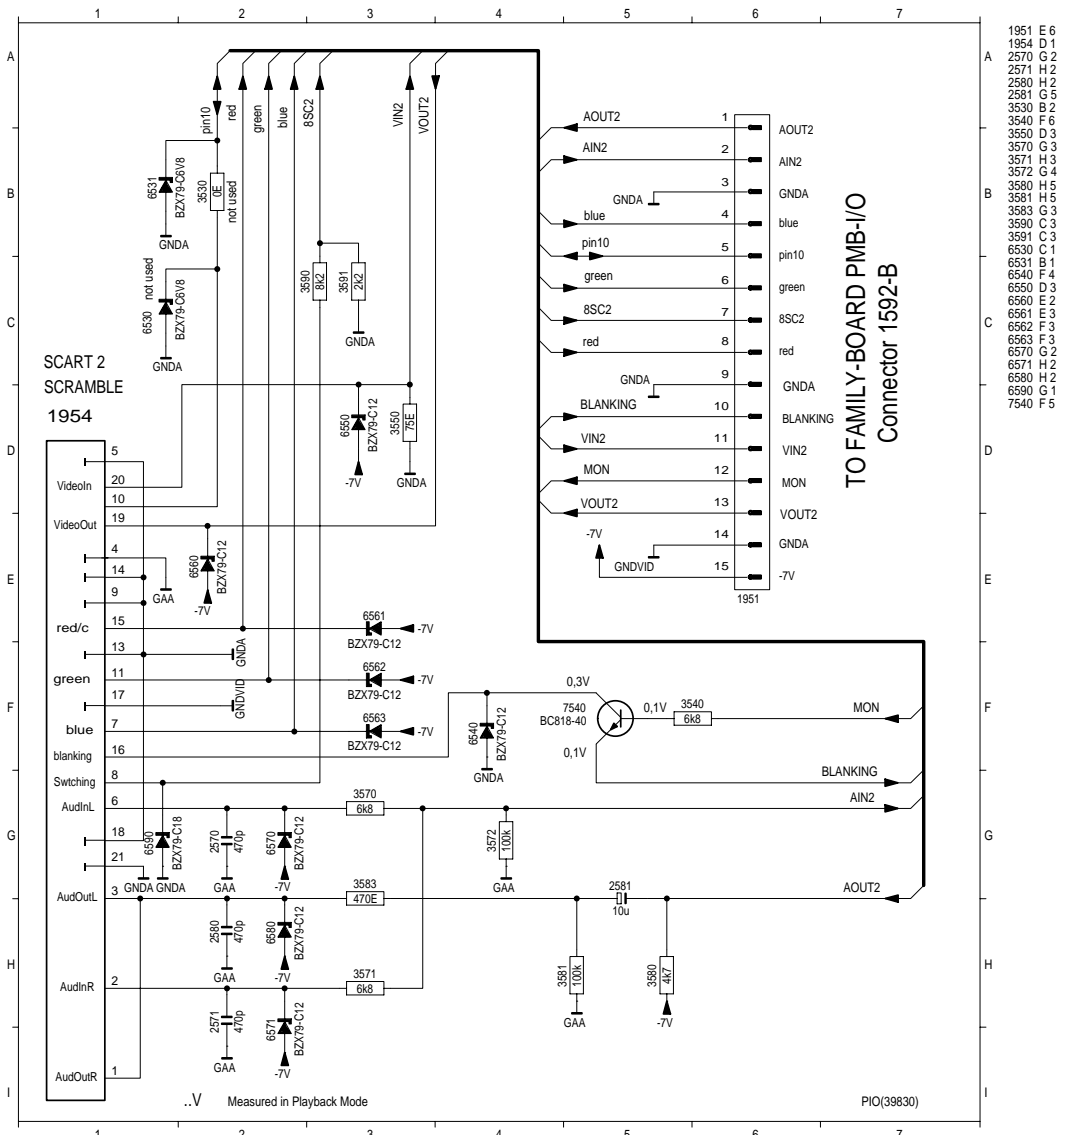 1 2 3 4 5 6 7
A
B
C
D
E
F
G
H
I
A
B
C
D
E
F
G
H
I
1951 E 6
1954 D 1
2570 G 2
2571 H 2
2580 H 2
2581 G 5
3530 B 2
3540 F 6
3550 D 3
3570 G 3
3571 H 3
3572 G 4
3580 H 5
3581 H 5
3583 G 3
3590 C 3
3591 C 3
6530 C 1
6531 B 1
6540 F 4
6550 D 3
6560 E 2
6561 E 3
6562 F 3
6563 F 3
6570 G 2
6571 H 2
6580 H 2
6590 G 1
7540 F 5
pin10
red
green
blue
8SC2
VIN2
VOUT2
6531
BZX79-C6V8
GNDA
3530
0E
not used
not used
6530
BZX79-C6V8
GNDA
3590
8k2
3591
2k2
GNDA
6550
BZX79-C12
-7V
3550
75E
GNDA
AOUT2 1 AOUT2
AIN2 2 AIN2
GNDA 3 GNDA
blue 4 blue
pin10 5 pin10
green 6 green
8SC2 7 8SC2
red 8 red
GNDA 9 GNDA
BLANKING 10 BLANKING
VIN2 11 VIN2
MON 12 MON
VOUT2 13 VOUT2
-7V 14 GNDA
GNDVID 15 -7V
1951
TO FAMILY-BOARD PMB-I/O
Connector 1592-B
SCART 2
SCRAMBLE
1954
5
VideoIn 20
10
VideoOut 19
4
14
9
red/c 15
13
green 11
17
blue 7
blanking 16
Swtching 8
AudInL 6
18
21
AudOutL 3
AudInR 2
AudOutR 1
GAA
6560
BZX79-C12
-7V
6561
BZX79-C12
-7V
GNDA
6562
BZX79-C12
-7V
GNDVID
6563
BZX79-C12
-7V
6540
BZX79-C12
GNDA
0,3V
7540
BC818-40
0,1V
0,1V
3540
6k8
MON
BLANKING
AIN2
AOUT2
6590
BZX79-C18
GNDA GNDA
2570
470p
GAA
6570
BZX79-C12
-7V
3570
6k8
3572
100k
GAA
3583
470E
2581
10u
2580
470p
GAA
6580
BZX79-C12
-7V
3571
6k8
3581
100k
GAA
3580
4k7
-7V
2571
470p
GAA
6571
BZX79-C12
-7V
..V Measured in Playback Mode
PIO(39830)
1 2 3 4 5 6 7